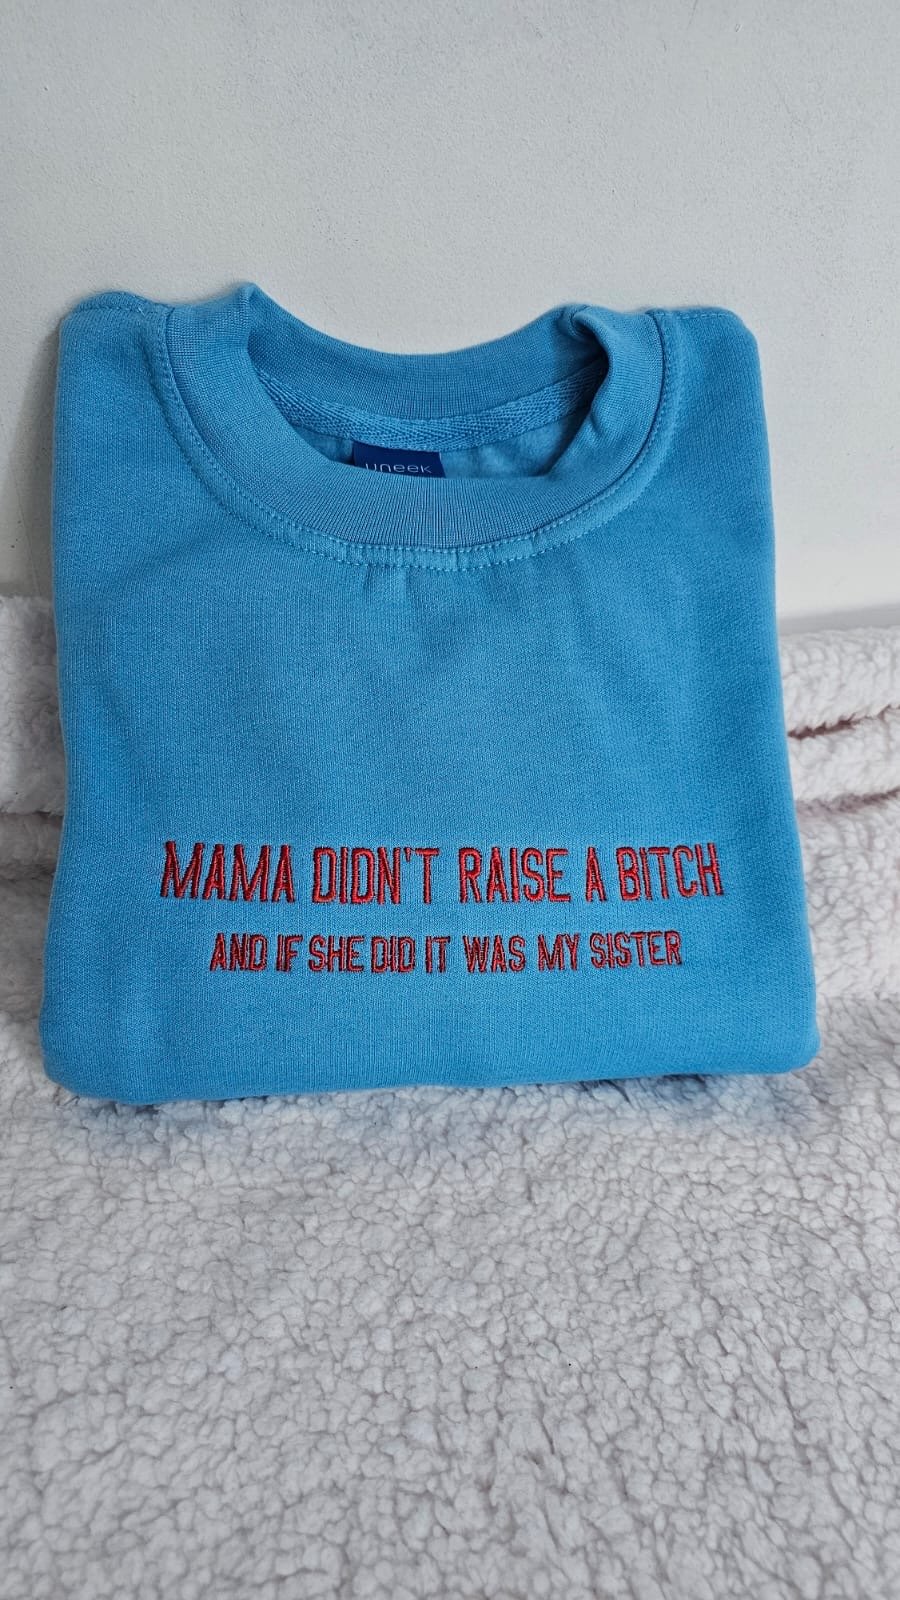 uneek
MAMA DIDN'T RAISE A BITCH
AND IF SHE DID IT WAS MY SISTER